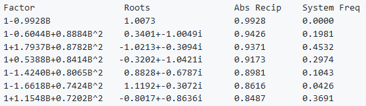 Factor Roots Abs Recip System Freq
1-0.9928B 1.0073 0.9928 0.0000
1-0.6044B+0.8884B^2 0.3401+-1.0049i 0.9426 0.1981
1+1.7937B+0.8782B^2 -1.0213+-0.3094i 0.9371 0.4532
1+0.5388B+0.8414B^2 -0.3202+-1.0421i 0.9173 0.2974
1-1.4240B+0.8065B^2 0.8828+-0.6787i 0.8981 0.1043
1-1.6618B+0.7424B^2 1.1192+-0.3072i 0.8616 0.0426
1+1.1548B+0.7202B^2 -0.8017+-0.8636i 0.8487 0.3691